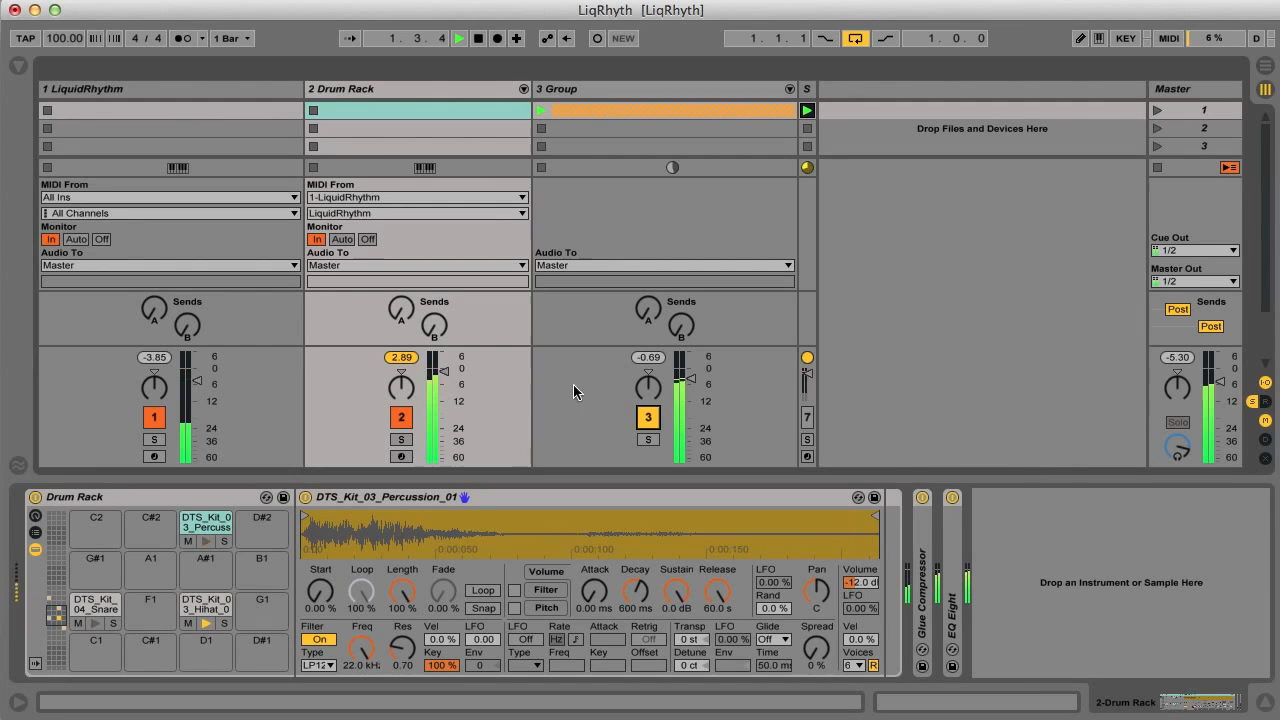 LiqRhyth [LiqRhyth]
TAP 100.00 4 / 4 1 Bar 1. 3. 4 NEW 1. 1. 1 1. 0. 0 KEY MIDI 6 % D
1 LiquidRhythm 2 Drum Rack 3 Group S Master
1
Drop Files and Devices Here 2
3
MIDI From MIDI From
All Ins 1-LiquidRhythm
All Channels LiquidRhythm
Monitor Monitor
In Auto Off In Auto Off Cue Out
Audio To Audio To Audio To 1/2
Master Master Master
Master Out
1/2
Sends Sends Sends Sends
Post
A A A
B B B Post
-3.85 6 2.89 6 -0.69 6 -5.30 6
0 0 0 0
6 6 6 6
12 12 12 12
1 2 3 7 Solo
24 24 24 24
S S S S
36 36 36 36
60 60 60 60
Drum Rack DTS_Kit_03_Percussion_01
C2 C#2 DTS_Kit_0 D#2
3_Percuss
M S
0:00 0:00:050 0:00:100 0:00:150
G#1 A1 A#1 B1
Start Loop Length Fade Volume Attack Decay Sustain Release LFO Pan Volume
Loop Filter 0.00 % -12.0 d
Rand LFO
0.00 % 100 % 100 % 0.00 % Snap Pitch 0.00 ms 600 ms 0.0 dB 60.0 s 0.0 % C 0.00 %
DTS_Kit_ F1 DTS_Kit_0 G1
04_Snare 3_Hihat_0
M S M S
Filter Freq Res Vel LFO LFO Rate Attack Retrig Transp LFO Glide Spread Vel
On 0.0 % 0.00 Off Hz Off 0 st 0.00 % Off 0.0 %
Type Key Env Type Freq Key Offset Detune Env Time Voices
LP12 22.0 kHz 0.70 100 % 0 0 ct 50.0 ms 0 % 6 R
C1 C#1 D1 D#1
Glue Compressor
EQ Eight
Drop an Instrument or Sample Here
2-Drum Rack